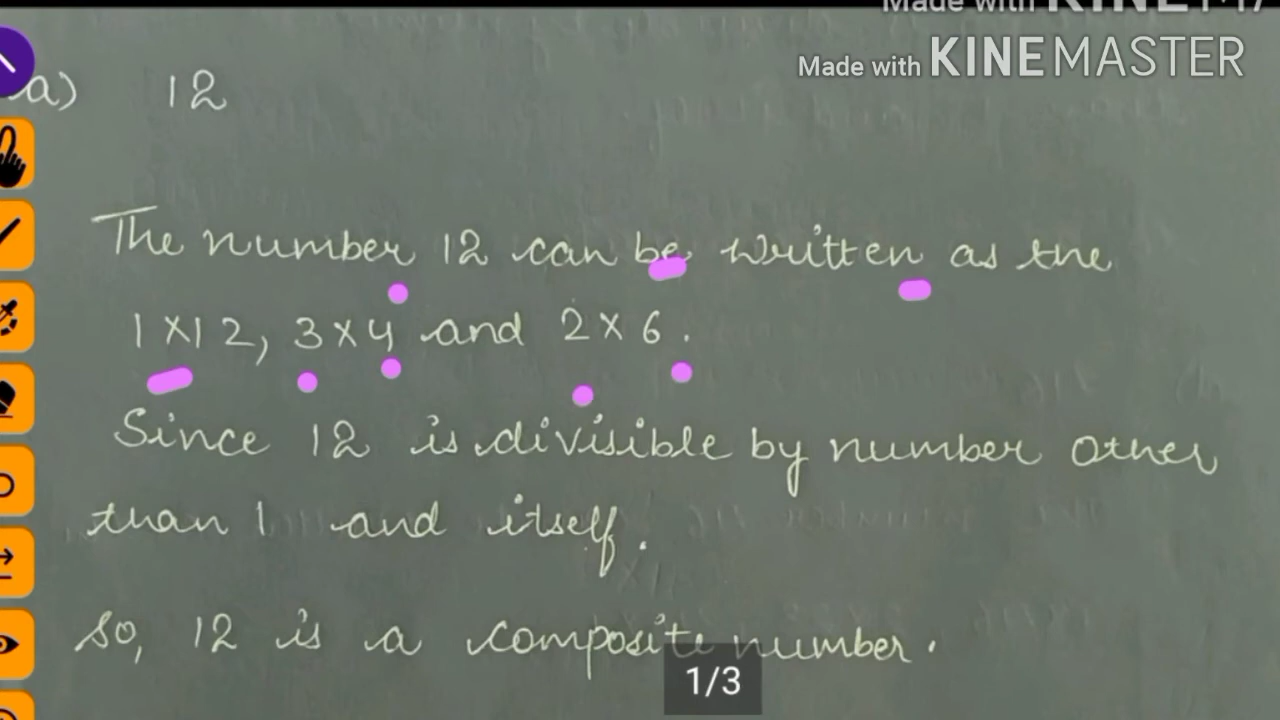 Made with KINEMASTER
a) 12
The number 12 can be written as the
1 × 12, 3 × 4 and 2 × 6.
Since 12 is divisible by number other
than 1 and itself.
So, 12 is a composite number.
1/3